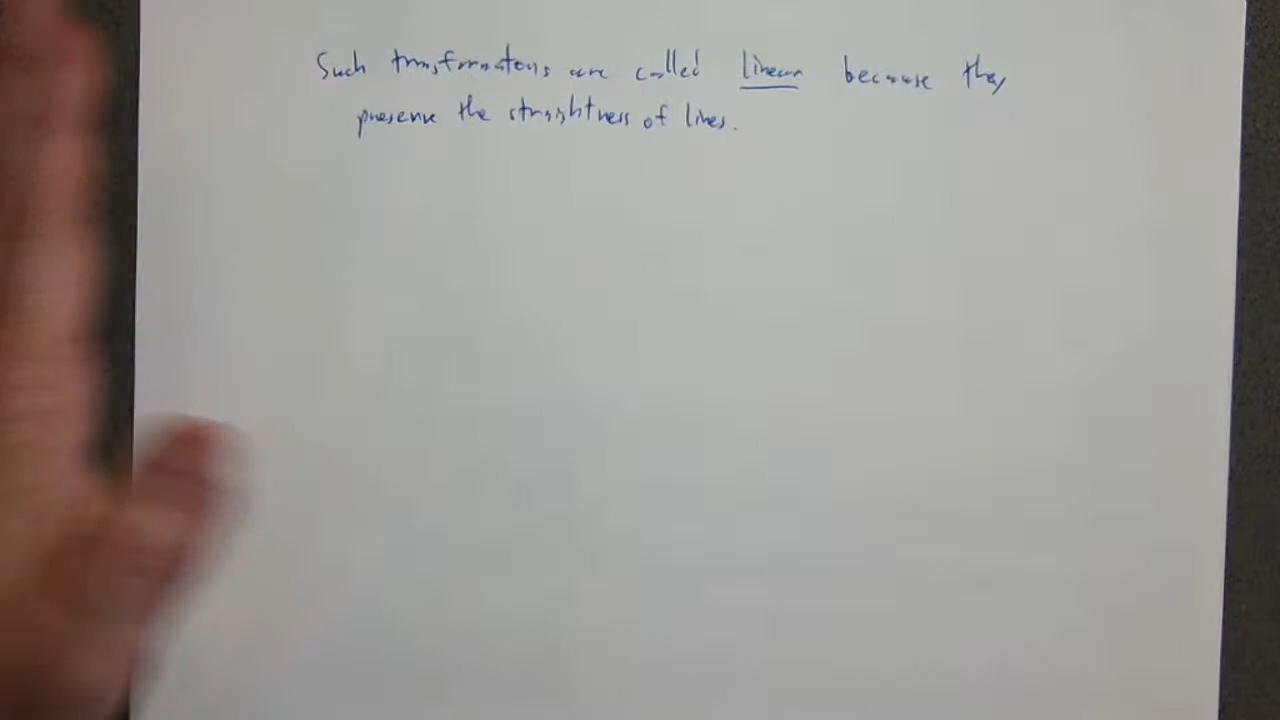 Such transformations are called linear because they
preserve the straightness of lines.